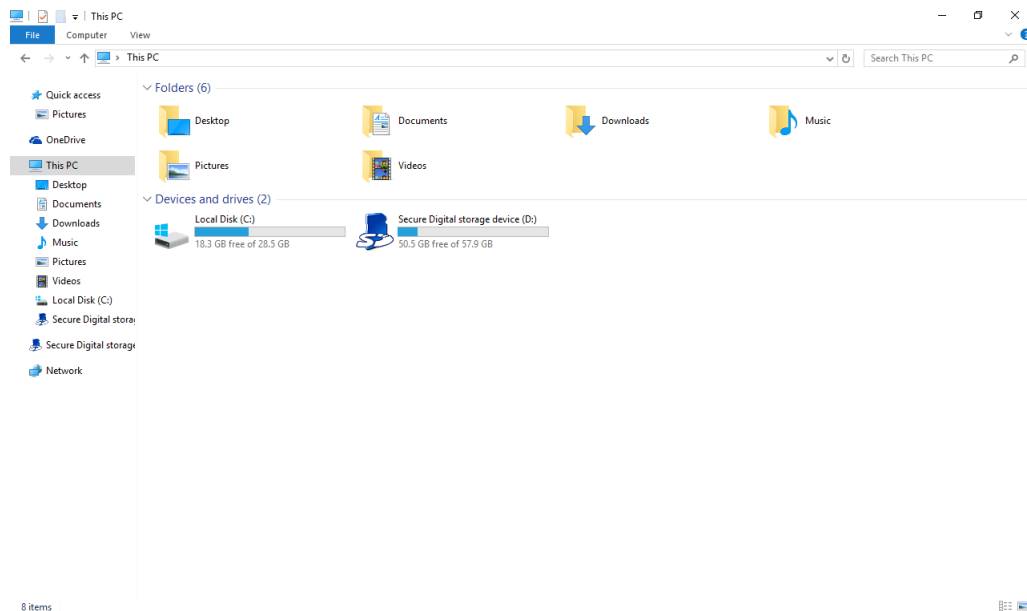 This PC
File Computer View
This PC
Search This PC
Quick access
Pictures
OneDrive
This PC
Desktop
Documents
Downloads
Music
Pictures
Videos
Local Disk (C:)
Secure Digital
Secure Digital storage
Network
Folders (6)
Desktop Documents Downloads Music
Pictures Videos
Devices and drives (2)
Local Disk (C:)
18.3 GB free of 28.5 GB
Secure Digital storage device (D:)
50.5 GB free of 57.9 GB
8 items